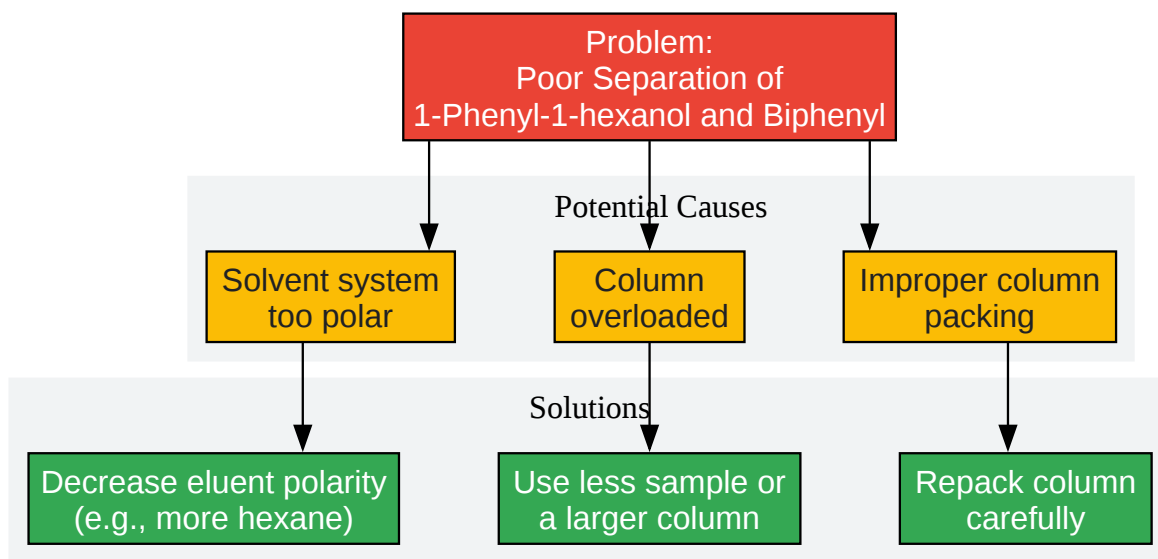 Problem:
Poor Separation of
1-Phenyl-1-hexanol and Biphenyl
Potential Causes
Solvent system
too polar
Column
overloaded
Improper column
packing
Solutions
Decrease eluent polarity
(e.g., more hexane)
Use less sample or
a larger column
Repack column
carefully